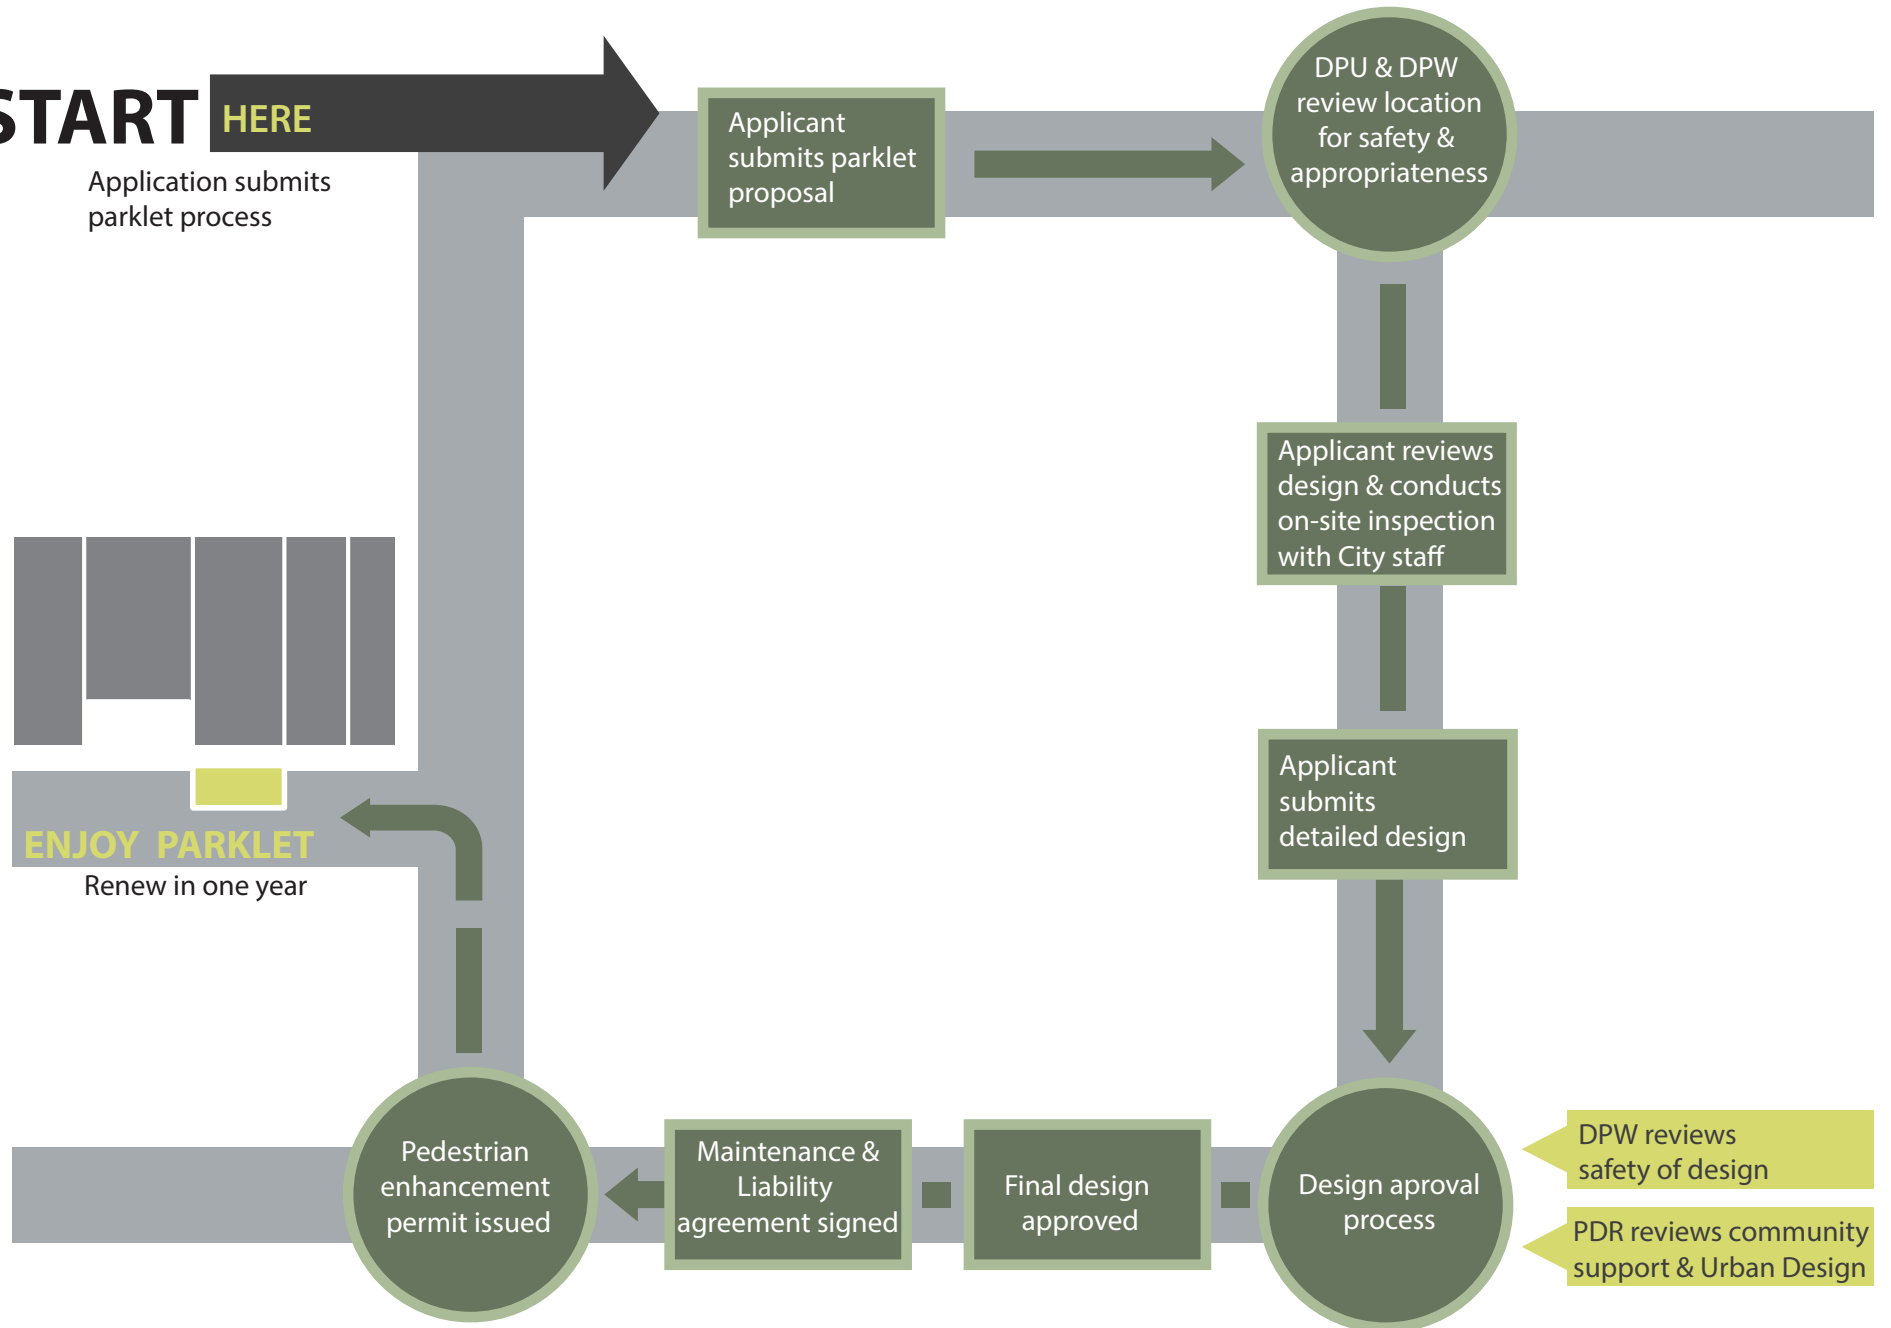 START HERE
Application submits
parklet process
Applicant
submits parklet
proposal
DPU & DPW
review location
for safety &
appropriateness
Applicant reviews
design & conducts
on-site inspection
with City staff
Applicant
submits
detailed design
DPW reviews
safety of design
PDR reviews community
support & Urban Design
Design aproval
process
Final design
approved
Maintenance &
Liability
agreement signed
Pedestrian
enhancement
permit issued
ENJOY PARKLET
Renew in one year